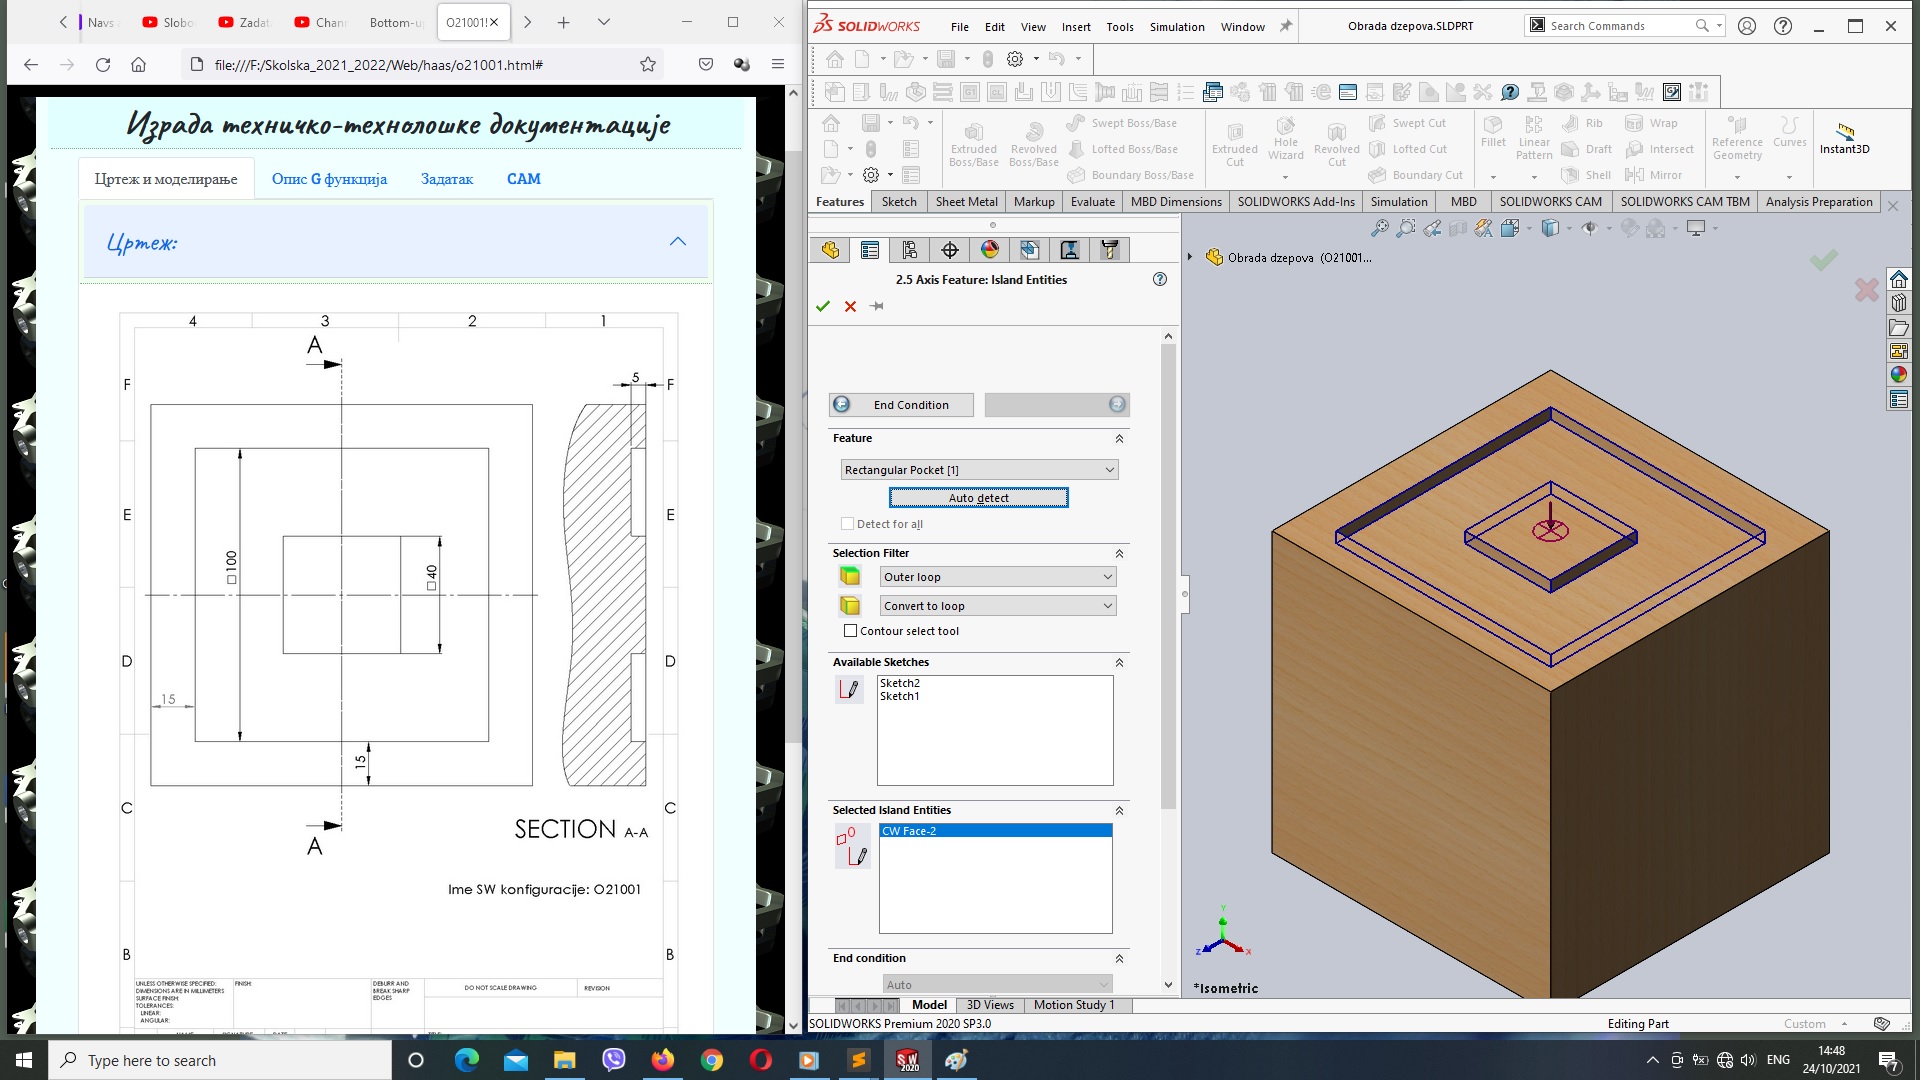 Navs
Slobo
Zadat
Chann
Bottom-u
O21001!
file:///F:/Skolska_2021_2022/Web/haas/o21001.html#
Израда техничко-технолошке документације
Цртеж и моделирање
Опис G функција
Задатак
CAM
Цртеж:
4 3 2 1
A
F 5 F
E □100 □40 E
D D
15
15
C C
A
SECTION A-A
Ime SW konfiguracije: O21001
B B
UNLESS OTHERWISE SPECIFIED:
DIMENSIONS ARE IN MILLIMETERS
SURFACE FINISH:
TOLERANCES:
LINEAR:
ANGULAR:
FINISH:
DEBURR AND
BREAK SHARP
EDGES
DO NOT SCALE DRAWING
REVISION
SOLIDWORKS
File Edit View Insert Tools Simulation Window
Obrada dzepova.SLDPRT
Search Commands
Extruded
Boss/Base
Revolved
Boss/Base
Swept Boss/Base
Lofted Boss/Base
Boundary Boss/Base
Extruded
Cut
Hole
Wizard
Revolved
Cut
Swept Cut
Lofted Cut
Boundary Cut
Fillet
Linear
Pattern
Rib
Draft
Shell
Wrap
Intersect
Mirror
Reference
Geometry
Curves
Instant3D
Features Sketch Sheet Metal Markup Evaluate MBD Dimensions SOLIDWORKS Add-Ins Simulation MBD SOLIDWORKS CAM SOLIDWORKS CAM TBM Analysis Preparation
2.5 Axis Feature: Island Entities
End Condition
Feature
Rectangular Pocket [1]
Auto detect
Detect for all
Selection Filter
Outer loop
Convert to loop
Contour select tool
Available Sketches
Sketch2
Sketch1
Selected Island Entities
CW Face-2
End condition
Auto
Obrada dzepova (O21001...
Y
Z X
*Isometric
Model 3D Views Motion Study 1
SOLIDWORKS Premium 2020 SP3.0
Editing Part
Custom
Type here to search
SW
2020
ENG
14:48
24/10/2021
7